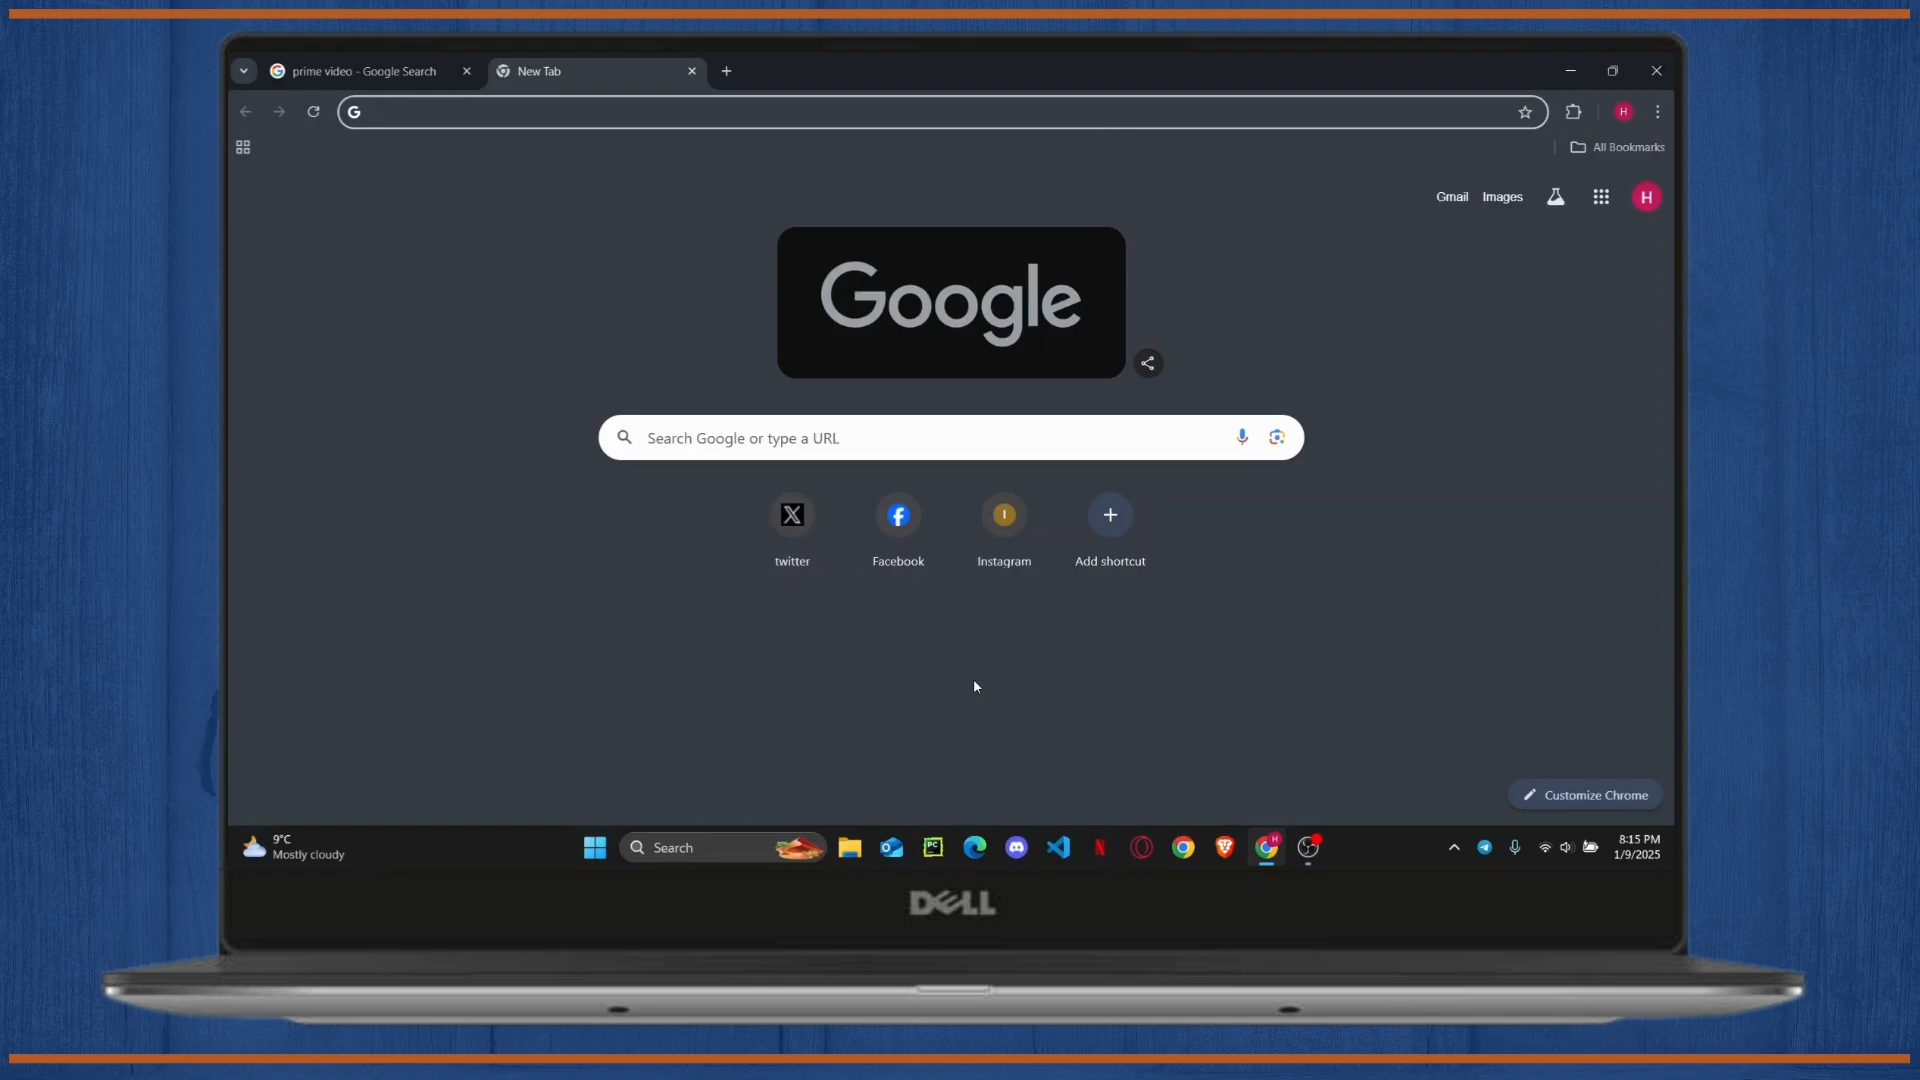 prime video - Google Search
New Tab
G
H
All Bookmarks
Gmail
Images
H
Google
Search Google or type a URL
twitter
Facebook
I
Instagram
Add shortcut
Customize Chrome
9°C
Mostly cloudy
Search
PC
N
H
8:15 PM
1/9/2025
DELL